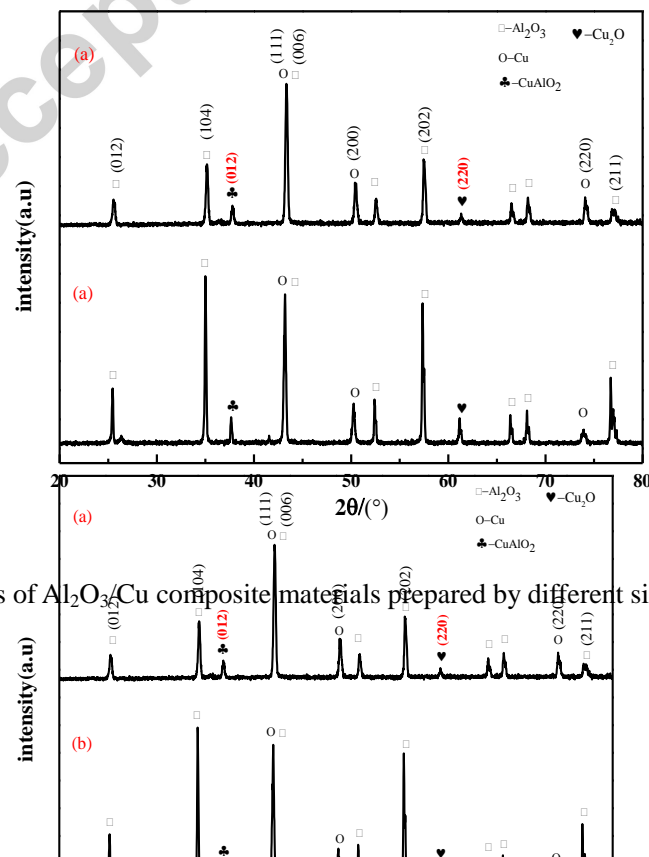 ccept
(a)
□–Al2O3 ♥–Cu2O
O–Cu
♣–CuAlO2
(012)
(104)
(012)
(111)
(006)
(200)
(202)
(220)
(220)
(211)
(a)
intensity(a.u)
20 30 40 50 60 70 80
2θ/(°)
(a)
□–Al2O3 ♥–Cu2O
O–Cu
♣–CuAlO2
(012)
(104)
(012)
(111)
(006)
(200)
(202)
(220)
(220)
(211)
s of Al2O3/Cu composite materials prepared by different si
(b)
intensity(a.u)